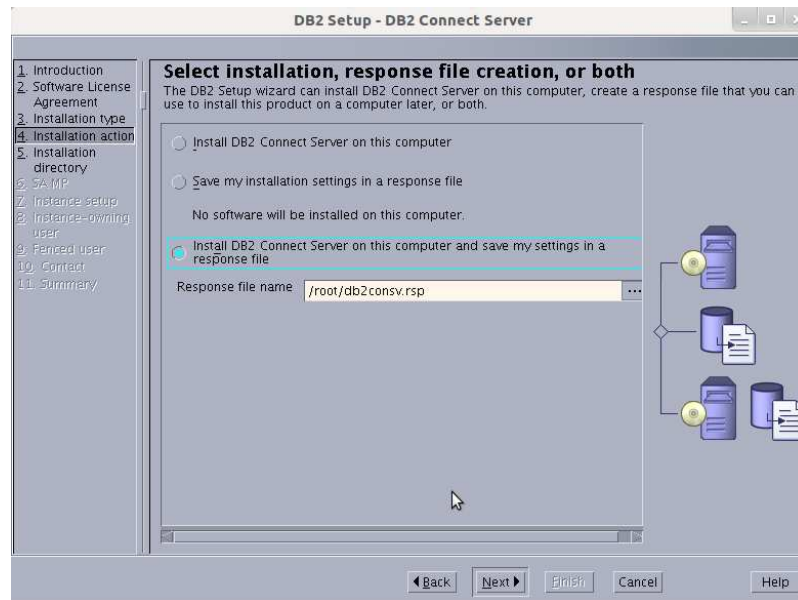 DB2 Setup - DB2 Connect Server
1. Introduction
2. Software License
Agreement
3. Installation type
4. Installation action
5. Installation
directory
6. SA MP
7. Instance setup
8. Instance-owning
user
9. Fenced user
10. Contact
11. Summary
Select installation, response file creation, or both
The DB2 Setup wizard can install DB2 Connect Server on this computer, create a response file that you can
use to install this product on a computer later, or both.
Install DB2 Connect Server on this computer
Save my installation settings in a response file
No software will be installed on this computer.
Install DB2 Connect Server on this computer and save my settings in a
response file
Response file name /root/db2consv.rsp ...
Back Next Finish Cancel Help